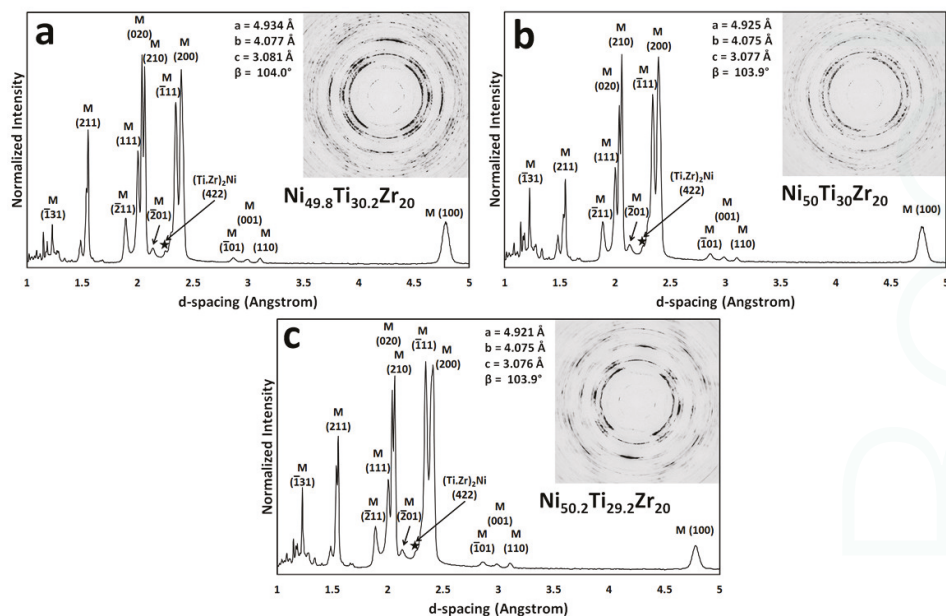 a
a = 4.934 Å
b = 4.077 Å
c = 3.081 Å
β = 104.0°
M
(020)
M
(210)
M
(200)
M
(1̅11)
M
(211)
M
(111)
M
(2̅11)
M
(2̅01)
(Ti.Zr)₂Ni
(422)
M
(1̅31)
M
(001)
M
(1̅01)
M
(110)
M (100)
Ni₄₉.₈Ti₃₀.₂Zr₂₀
Normalized Intensity
1 1.5 2 2.5 3 3.5 4 4.5 5
d-spacing (Angstrom)
b
a = 4.925 Å
b = 4.075 Å
c = 3.077 Å
β = 103.9°
M
(210)
M
(200)
M
(020)
M
(1̅11)
M
(1̅31)
M
(211)
M
(111)
M
(2̅11)
M
(2̅01)
(Ti.Zr)₂Ni
(422)
M
(001)
M
(1̅01)
M
(110)
M (100)
Ni₅₀Ti₃₀Zr₂₀
Normalized Intensity
1 1.5 2 2.5 3 3.5 4 4.5 5
d-spacing (Angstrom)
c
a = 4.921 Å
b = 4.075 Å
c = 3.076 Å
β = 103.9°
M
(020)
M
(210)
M
(1̅11)
M
(200)
M
(211)
M
(111)
M
(1̅31)
M
(2̅11)
M
(2̅01)
(Ti.Zr)₂Ni
(422)
M
(001)
M
(1̅01)
M
(110)
M (100)
Ni₅₀.₂Ti₂₉.₂Zr₂₀
Normalized Intensity
1 1.5 2 2.5 3 3.5 4 4.5 5
d-spacing (Angstrom)